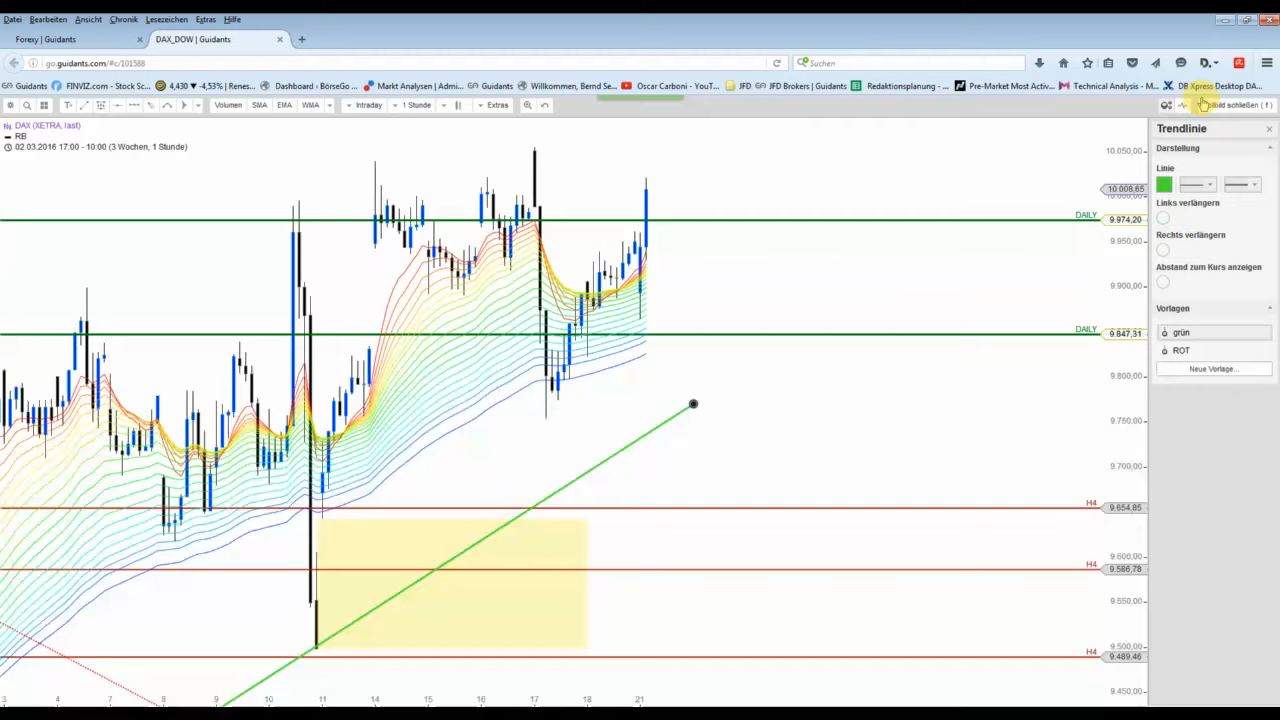 Datei Bearbeiten Ansicht Chronik Lesezeichen Extras Hilfe
Forexy | Guidants × DAX_DOW | Guidants × +
go.guidants.com/#c/101588 Suchen
Guidants FINVIZ.com - Stock Sc... 4,430 ▼ -4,53% | Renes... Dashboard ‹ BörseGo ... Markt Analysen | Admi... Guidants Willkommen, Bernd Se... Oscar Carboni - YouT... JFD JFD Brokers | Guidants Redaktionsplanung - ... Pre-Market Most Activ... Technical Analysis - M... DB Xpress Desktop DA...
Volumen SMA EMA WMA Intraday 1 Stunde Extras schließen ( f )
DAX (XETRA, last)
RB
02.03.2016 17:00 - 10:00 (3 Wochen, 1 Stunde)
10.050,00
10.008,65
DAILY 9.974,20
9.950,00
9.900,00
DAILY 9.847,31
9.800,00
9.750,00
9.700,00
H4 9.654,85
9.600,00
H4 9.586,78
9.550,00
9.500,00
H4 9.489,46
9.450,00
3 4 7 8 9 10 11 14 15 16 17 18 21
Trendlinie ×
Darstellung
Linie
Links verlängern
Rechts verlängern
Abstand zum Kurs anzeigen
Vorlagen
grün
ROT
Neue Vorlage...